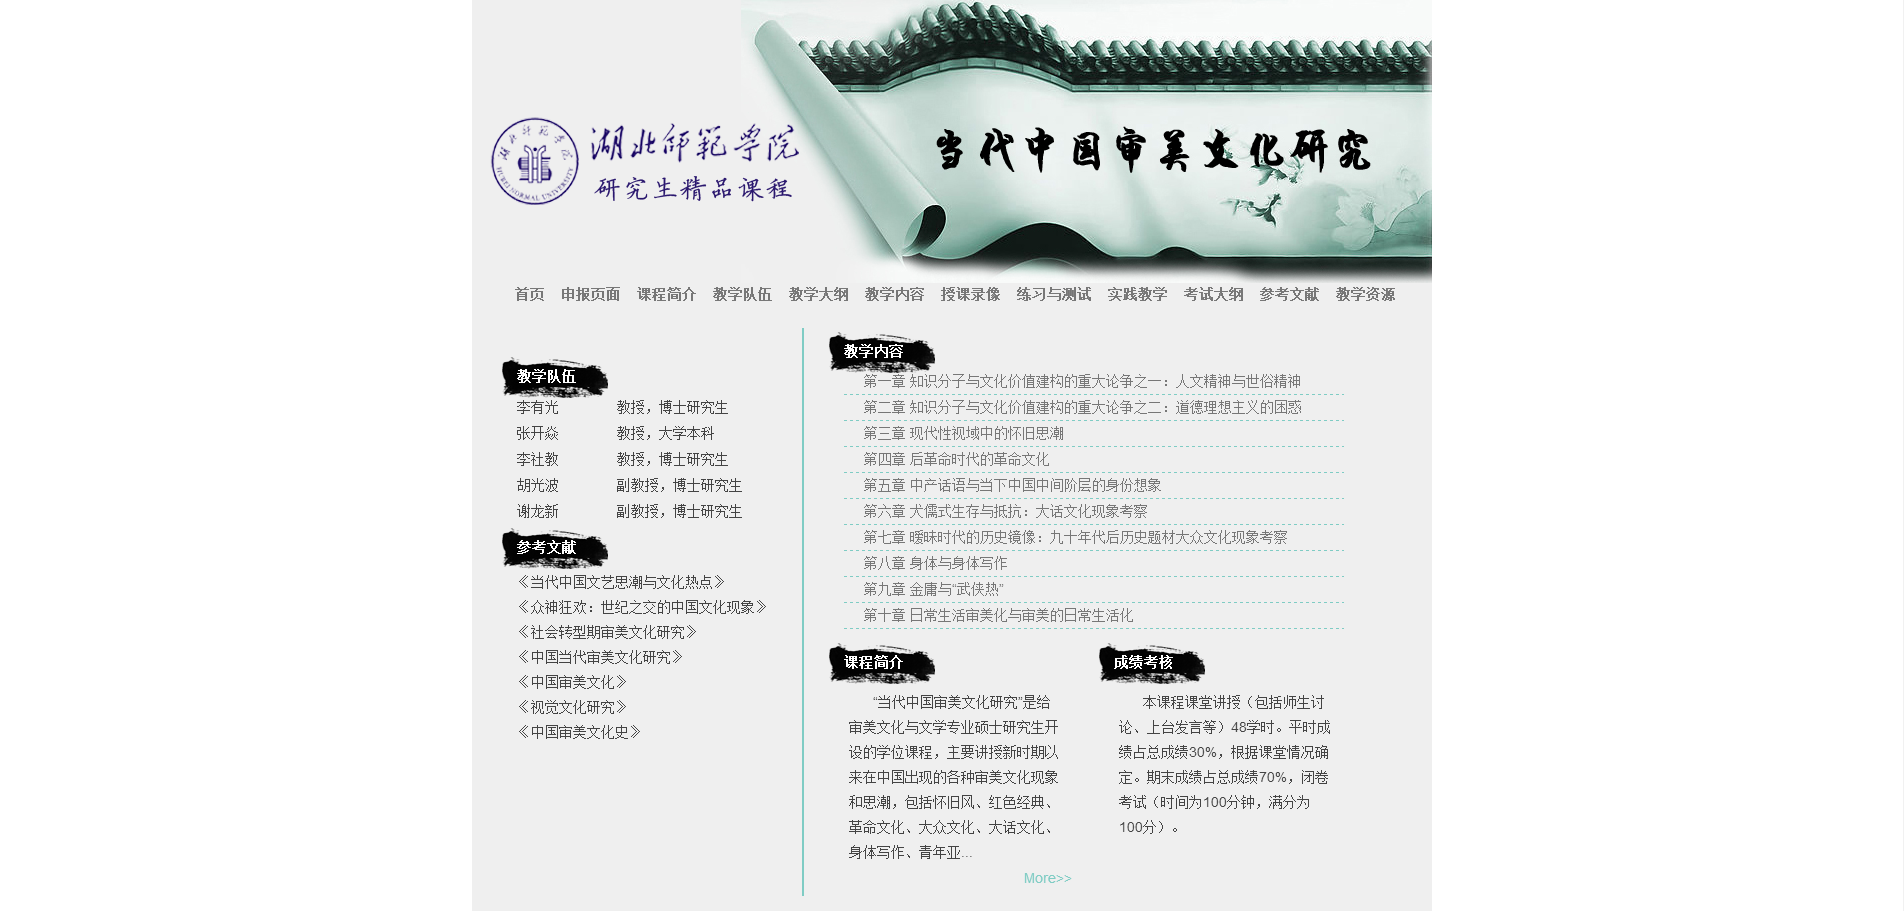 湖北师范学院
HUBEI NORMAL UNIVERSITY
湖北师范学院
研究生精品课程
当代中国审美文化研究
首页 申报页面 课程简介 教学队伍 教学大纲 教学内容 授课录像 练习与测试 实践教学 考试大纲 参考文献 教学资源
教学队伍
李有光 教授，博士研究生
张开焱 教授，大学本科
李社教 教授，博士研究生
胡光波 副教授，博士研究生
谢龙新 副教授，博士研究生
参考文献
《当代中国文艺思潮与文化热点》
《众神狂欢：世纪之交的中国文化现象》
《社会转型期审美文化研究》
《中国当代审美文化研究》
《中国审美文化》
《视觉文化研究》
《中国审美文化史》
教学内容
第一章 知识分子与文化价值建构的重大论争之一：人文精神与世俗精神
第二章 知识分子与文化价值建构的重大论争之二：道德理想主义的困惑
第三章 现代性视域中的怀旧思潮
第四章 后革命时代的革命文化
第五章 中产话语与当下中国中间阶层的身份想象
第六章 犬儒式生存与抵抗：大话文化现象考察
第七章 暧昧时代的历史镜像：九十年代后历史题材大众文化现象考察
第八章 身体与身体写作
第九章 金庸与“武侠热”
第十章 日常生活审美化与审美的日常生活化
课程简介
“当代中国审美文化研究”是给
审美文化与文学专业硕士研究生开
设的学位课程，主要讲授新时期以
来在中国出现的各种审美文化现象
和思潮，包括怀旧风、红色经典、
革命文化、大众文化、大话文化、
身体写作、青年亚...
More>>
成绩考核
本课程课堂讲授（包括师生讨
论、上台发言等）48学时。平时成
绩占总成绩30%，根据课堂情况确
定。期末成绩占总成绩70%，闭卷
考试（时间为100分钟，满分为
100分）。